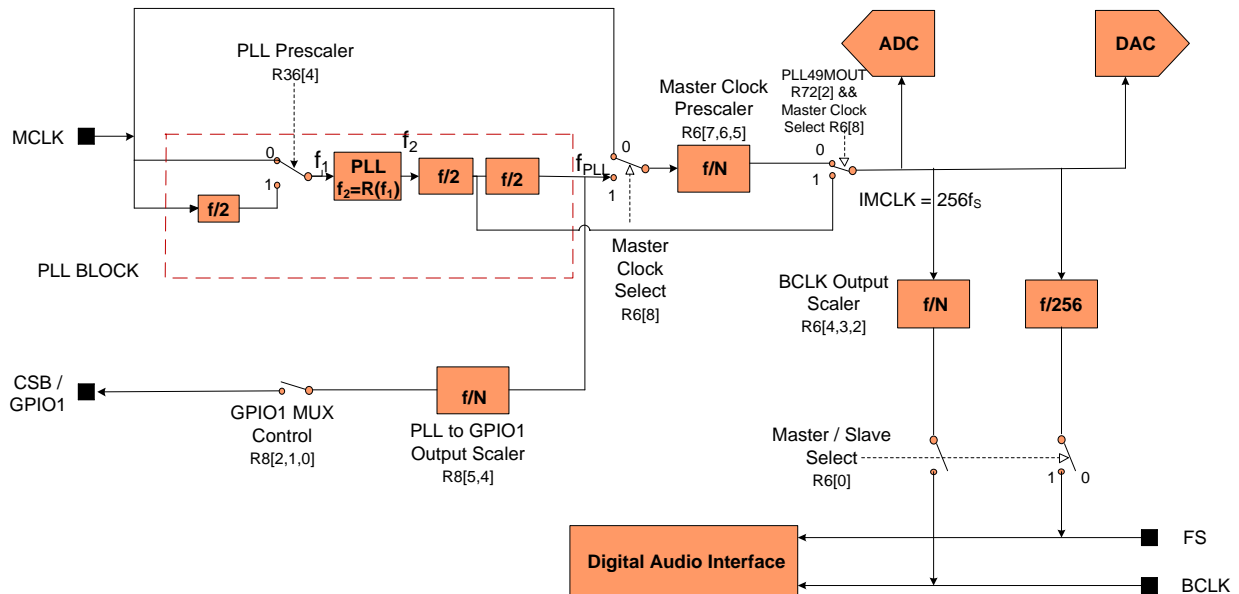 ADC
DAC
PLL Prescaler
R36[4]
PLL49MOUT
R72[2] &&
Master Clock
Select R6[8]
Master Clock
Prescaler
R6[7,6,5]
MCLK
0
1
f1
f2
PLL
f2=R(f1)
f/2
f/2
f/2
fPLL
0
1
f/N
0
1
IMCLK = 256fS
PLL BLOCK
Master
Clock
Select
R6[8]
BCLK Output
Scaler
R6[4,3,2]
f/N
f/256
CSB /
GPIO1
GPIO1 MUX
Control
R8[2,1,0]
f/N
PLL to GPIO1
Output Scaler
R8[5,4]
Master / Slave
Select
R6[0]
1
0
Digital Audio Interface
FS
BCLK